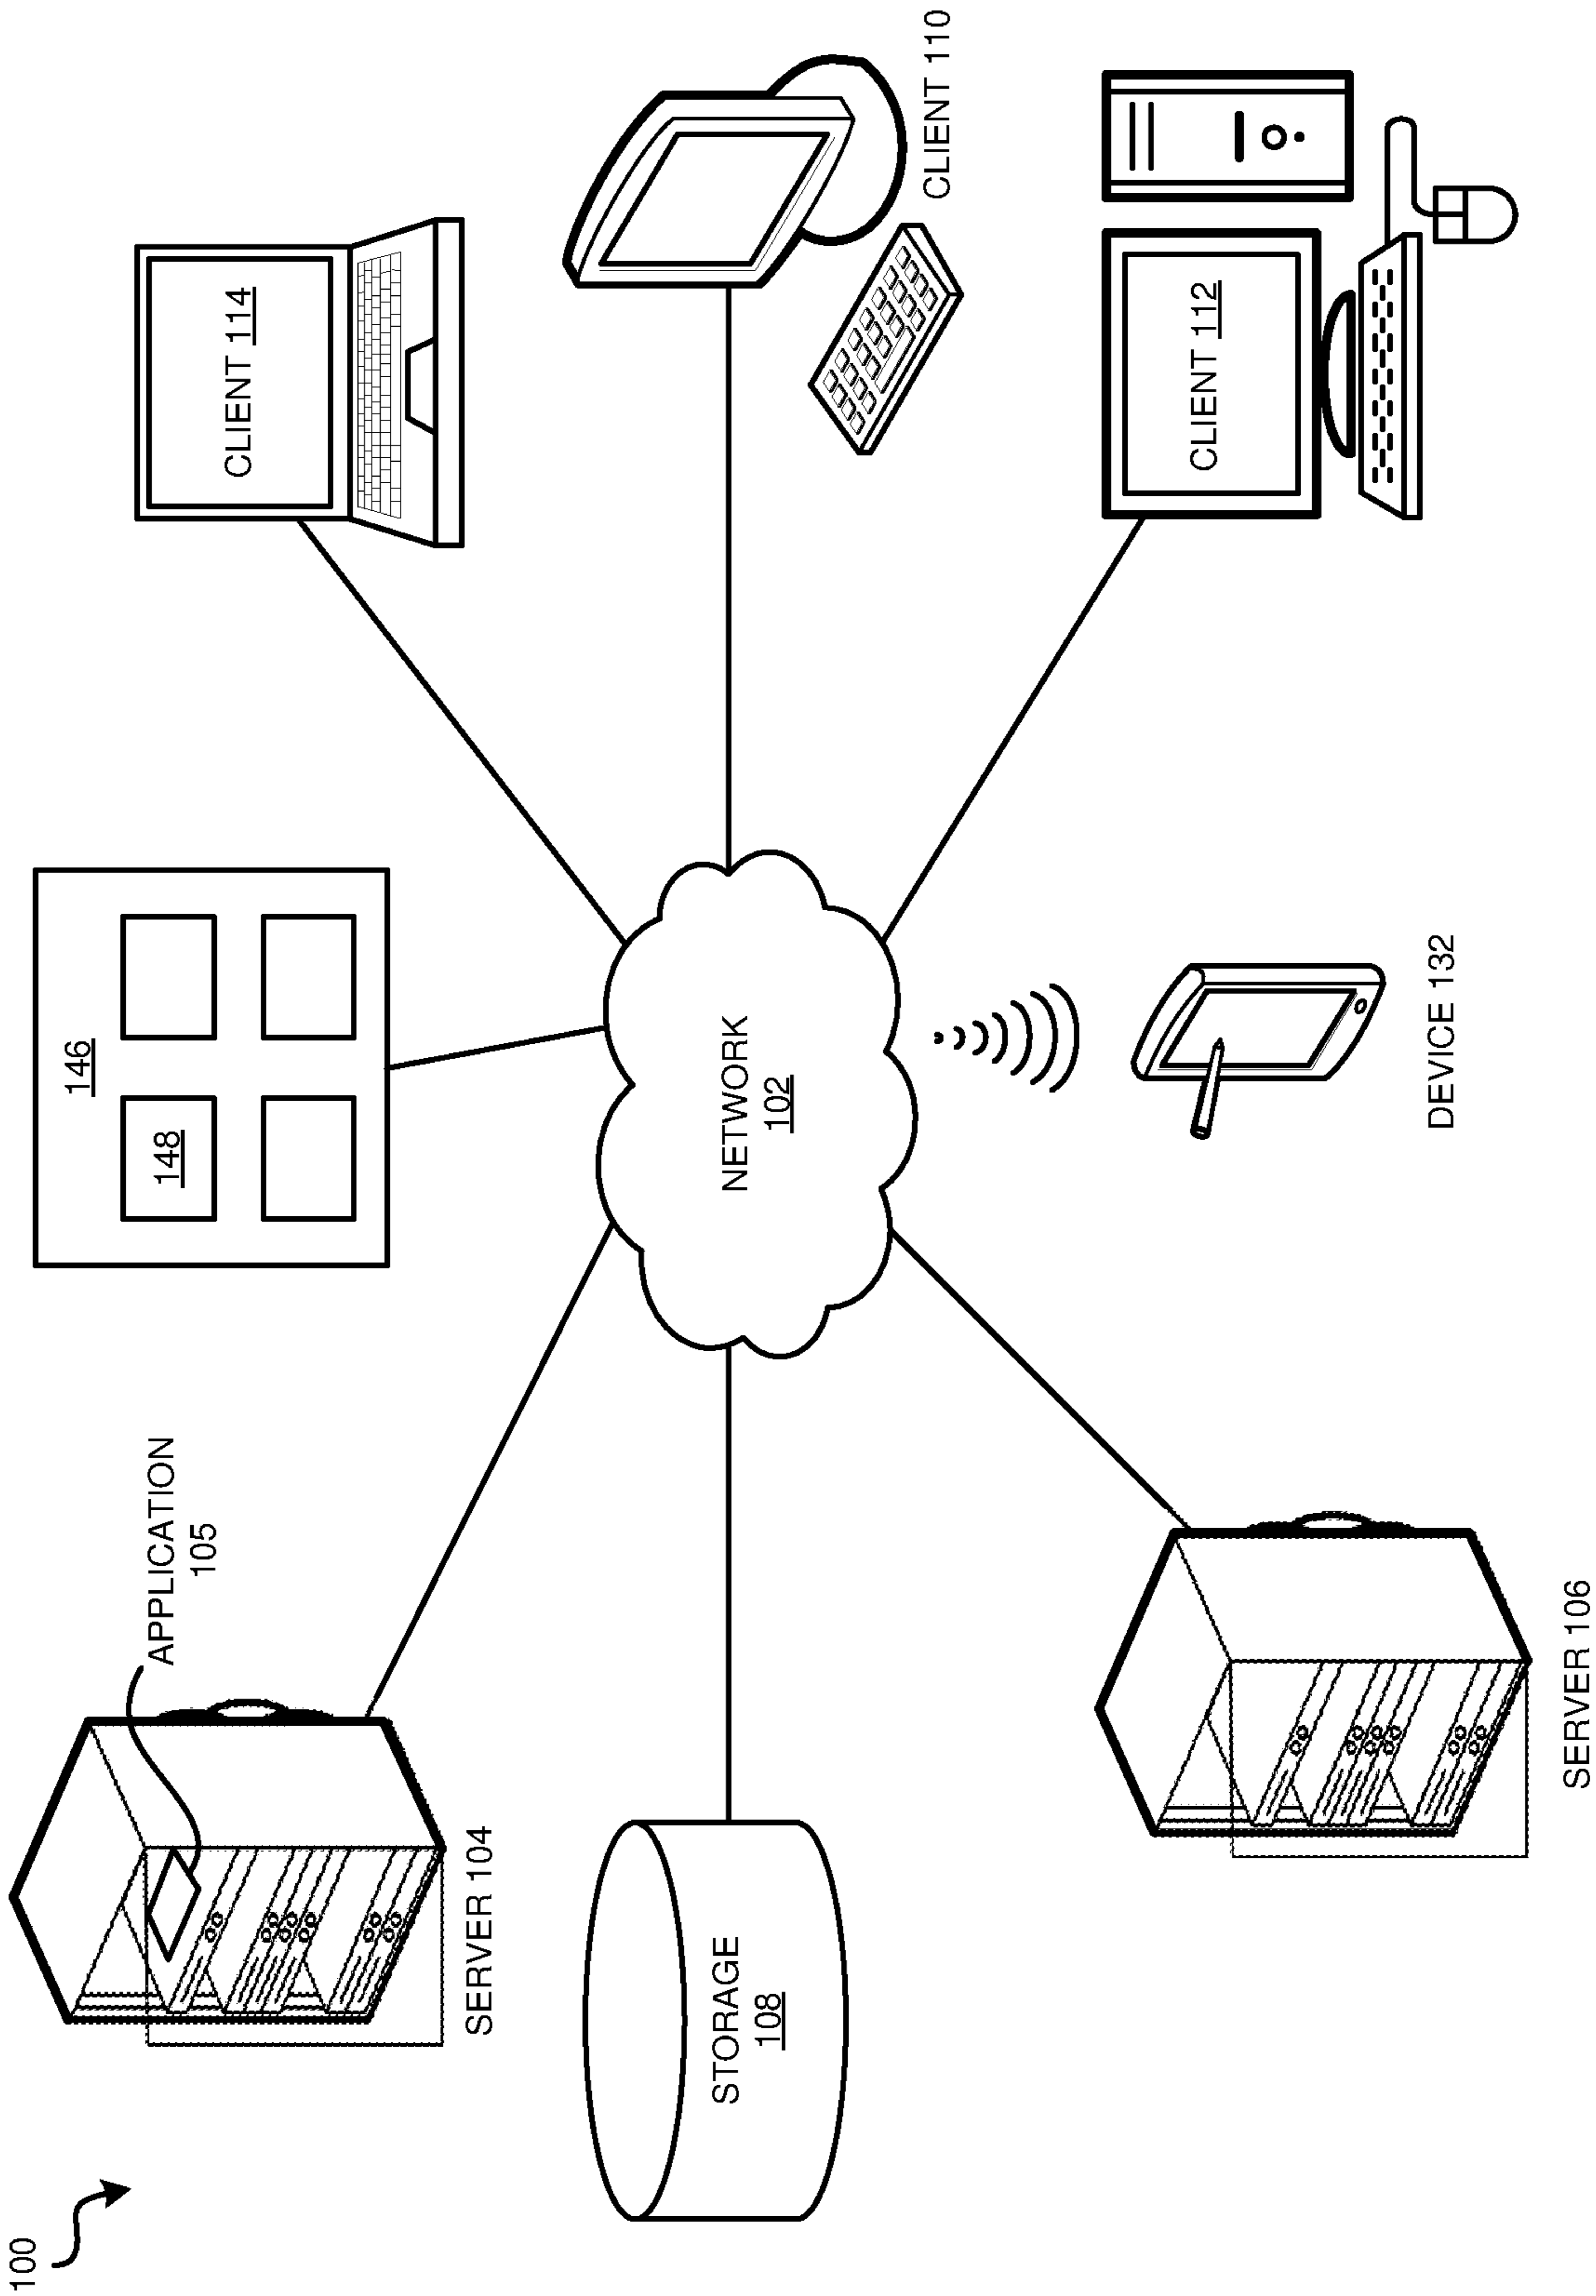 100
APPLICATION
105
146
148
CLIENT 114
SERVER 104
STORAGE
108
NETWORK
102
CLIENT 110
CLIENT 112
DEVICE 132
SERVER 106